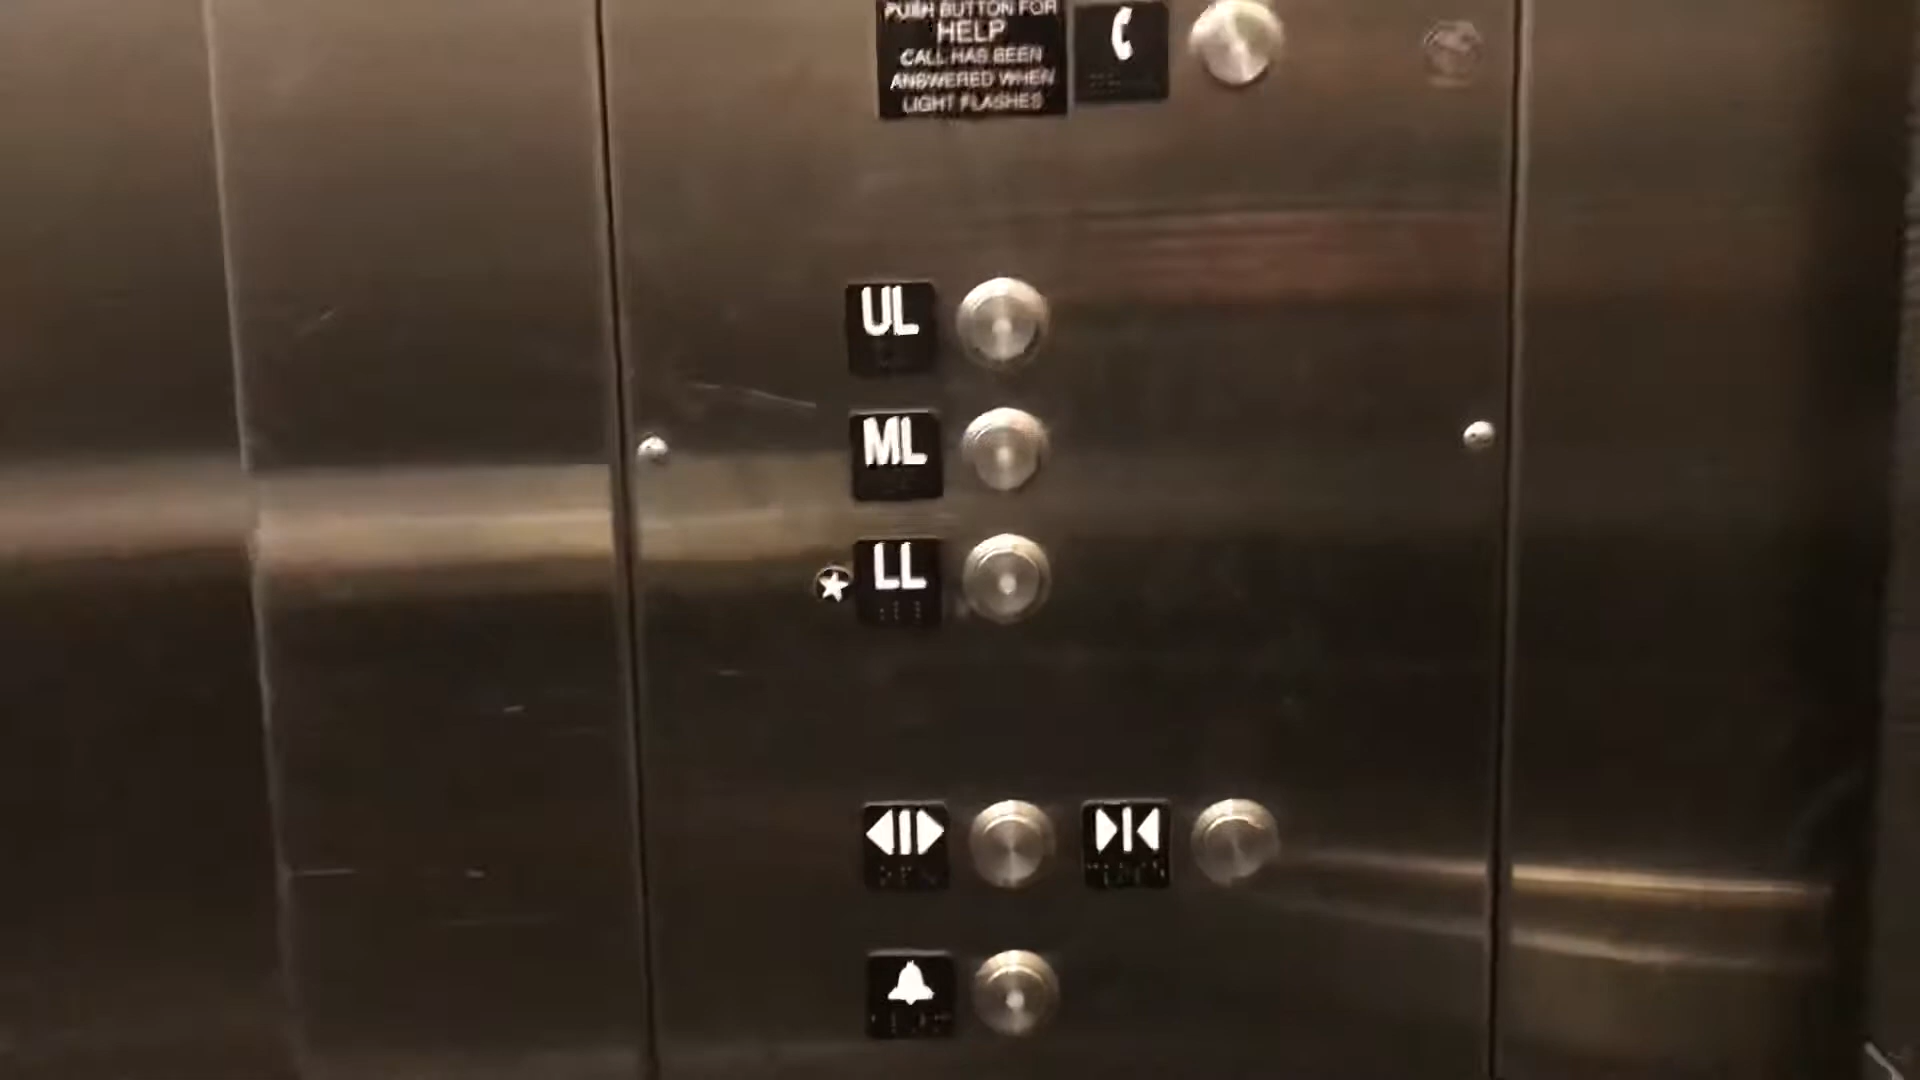 PUSH BUTTON FOR
HELP
CALL HAS BEEN
ANSWERED WHEN
LIGHT FLASHES
UL
ML
LL